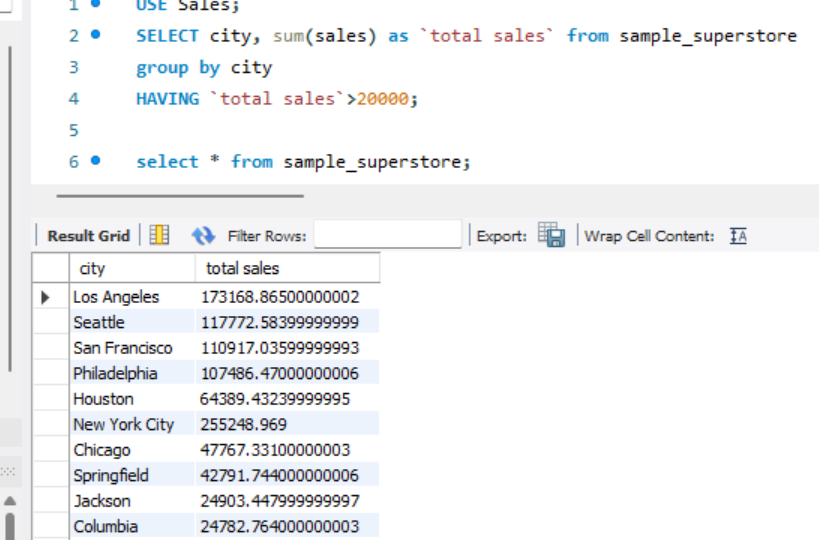 1 USE Sales;
2 SELECT city, sum(sales) as `total sales` from sample_superstore
3 group by city
4 HAVING `total sales`>20000;
5
6 select * from sample_superstore;
Result Grid Filter Rows: Export: Wrap Cell Content: IA
city total sales
Los Angeles 173168.86500000002
Seattle 117772.58399999999
San Francisco 110917.03599999993
Philadelphia 107486.47000000006
Houston 64389.43239999995
New York City 255248.969
Chicago 47767.33100000003
Springfield 42791.744000000006
Jackson 24903.447999999997
Columbia 24782.764000000003